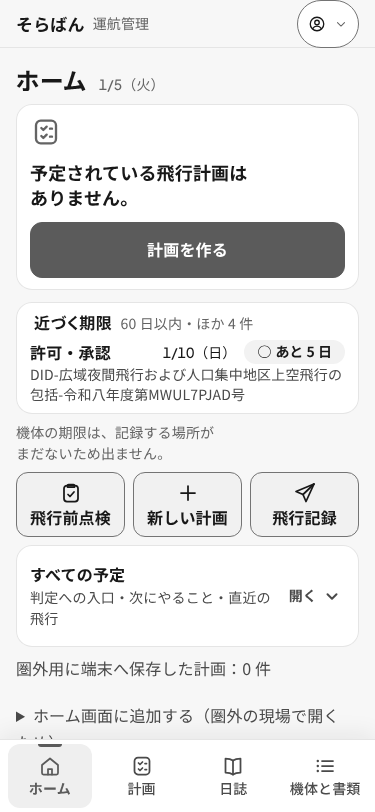 そらばん 運航管理
ホーム 1/5（火）
予定されている飛行計画は
ありません。
計画を作る
近づく期限 60 日以内・ほか 4 件
許可・承認 1/10（日） あと 5 日
DID-広域夜間飛行および人口集中地区上空飛行の
包括-令和八年度第MWUL7PJAD号
機体の期限は、記録する場所が
まだないため出ません。
飛行前点検 新しい計画 飛行記録
すべての予定
判定への入口・次にやること・直近の
飛行
開く
圏外用に端末へ保存した計画：0 件
ホーム画面に追加する（圏外の現場で開く
ホーム 計画 日誌 機体と書類